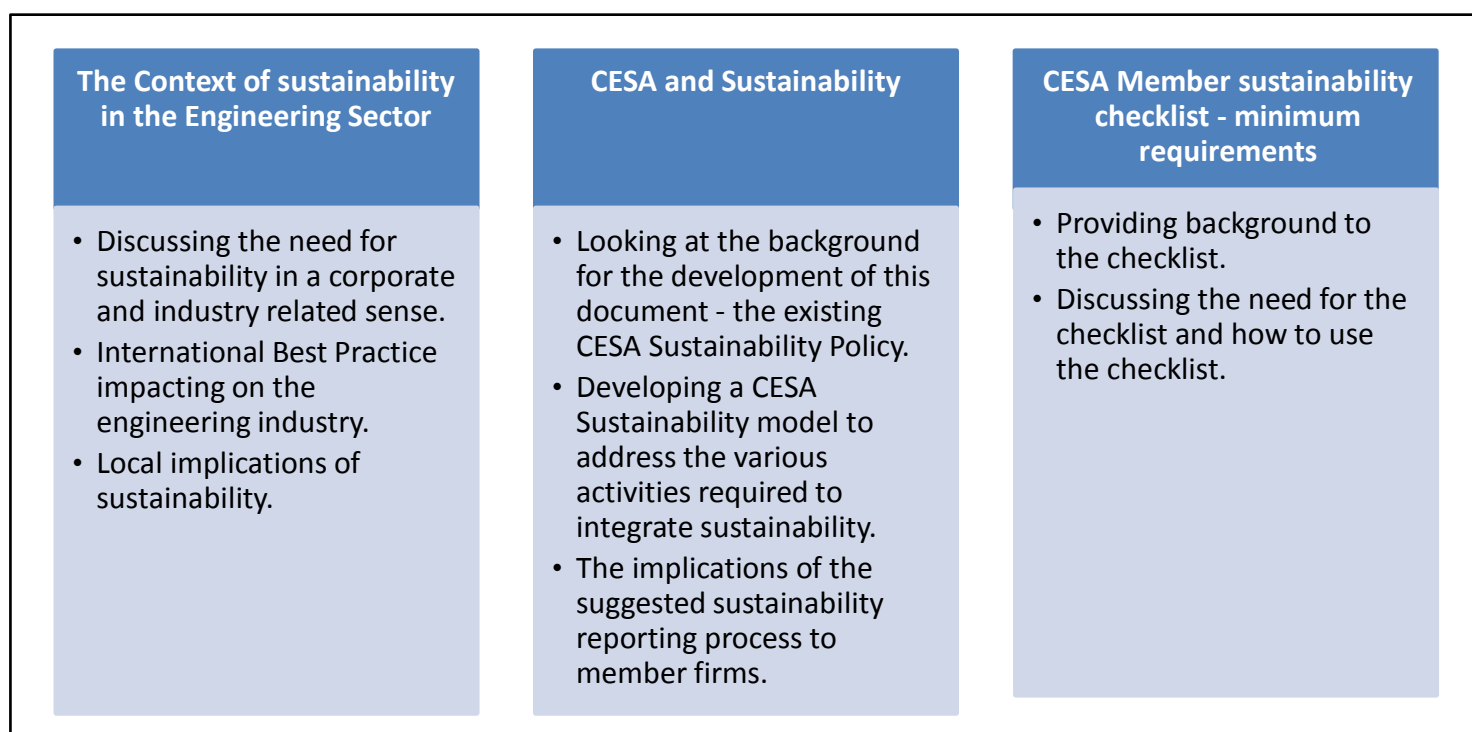 The Context of sustainability
in the Engineering Sector
• Discussing the need for
sustainability in a corporate
and industry related sense.
• International Best Practice
impacting on the
engineering industry.
• Local implications of
sustainability.
CESA and Sustainability
• Looking at the background
for the development of this
document - the existing
CESA Sustainability Policy.
• Developing a CESA
Sustainability model to
address the various
activities required to
integrate sustainability.
• The implications of the
suggested sustainability
reporting process to
member firms.
CESA Member sustainability
checklist - minimum
requirements
• Providing background to
the checklist.
• Discussing the need for the
checklist and how to use
the checklist.